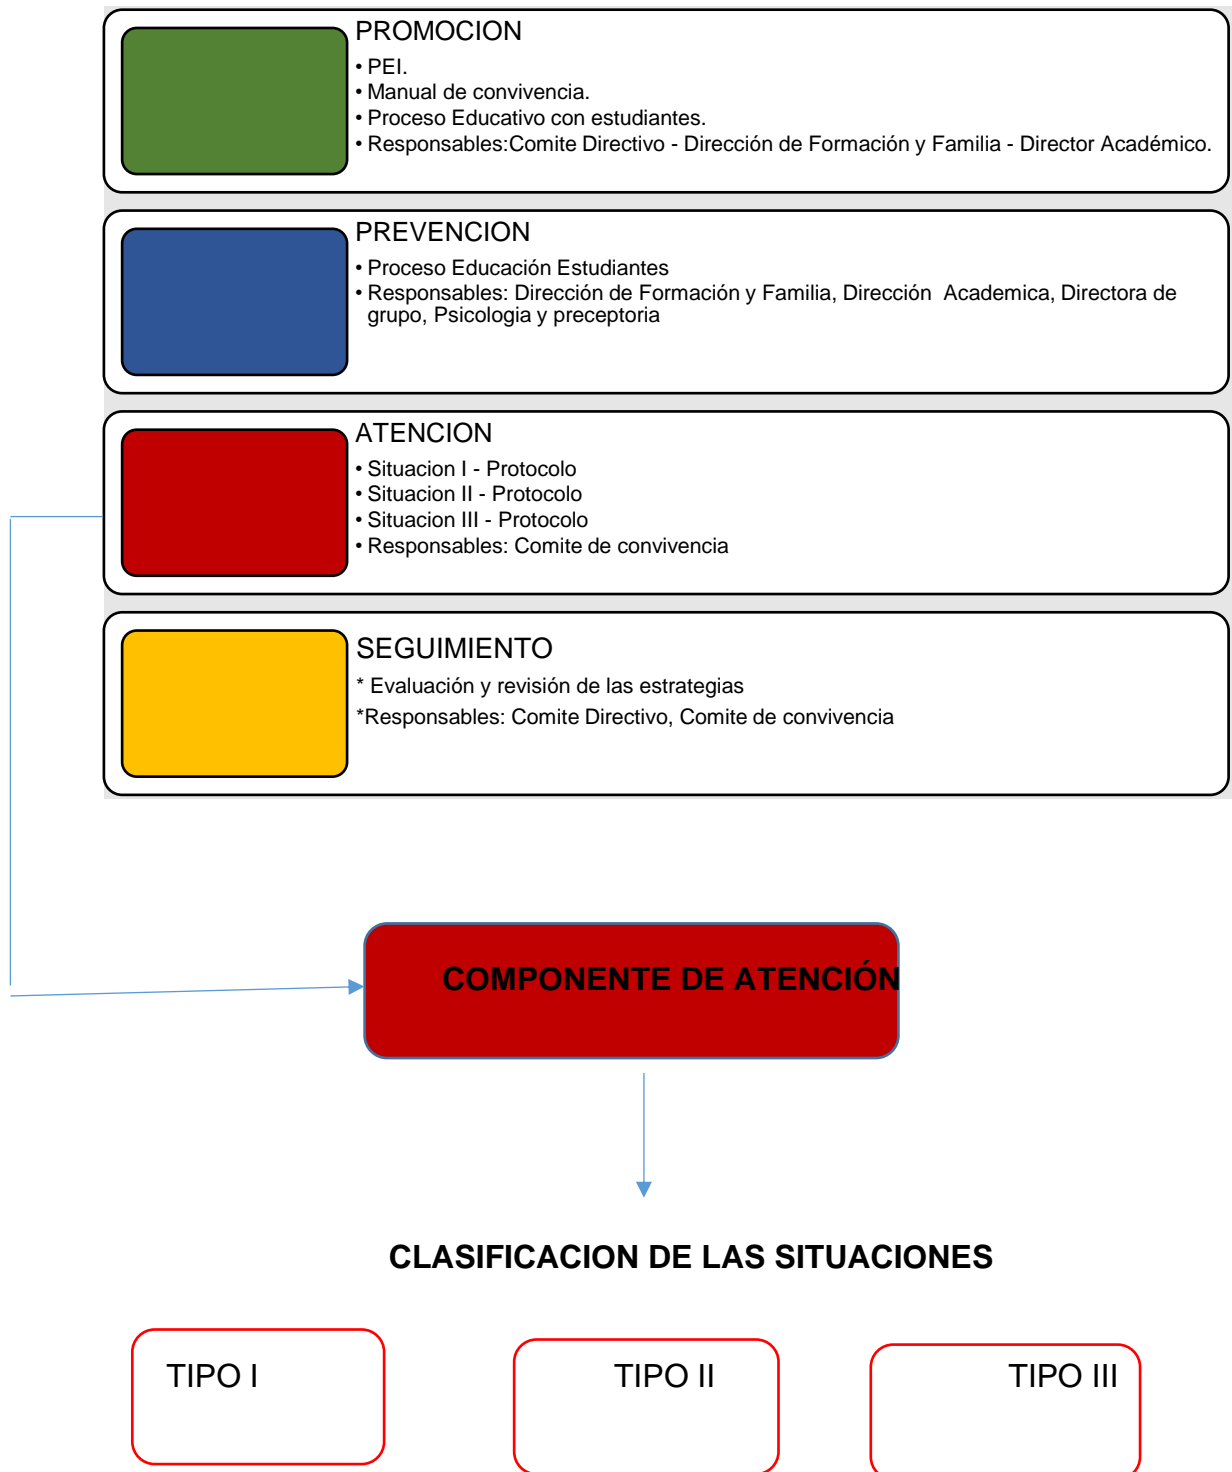 PROMOCION
• PEI.
• Manual de convivencia.
• Proceso Educativo con estudiantes.
• Responsables:Comite Directivo - Dirección de Formación y Familia - Director Académico.
PREVENCION
• Proceso Educación Estudiantes
• Responsables: Dirección de Formación y Familia, Dirección Academica, Directora de
grupo, Psicologia y preceptoria
ATENCION
• Situacion I - Protocolo
• Situacion II - Protocolo
• Situacion III - Protocolo
• Responsables: Comite de convivencia
SEGUIMIENTO
* Evaluación y revisión de las estrategias
*Responsables: Comite Directivo, Comite de convivencia
COMPONENTE DE ATENCIÓN
CLASIFICACION DE LAS SITUACIONES
TIPO I
TIPO II
TIPO III